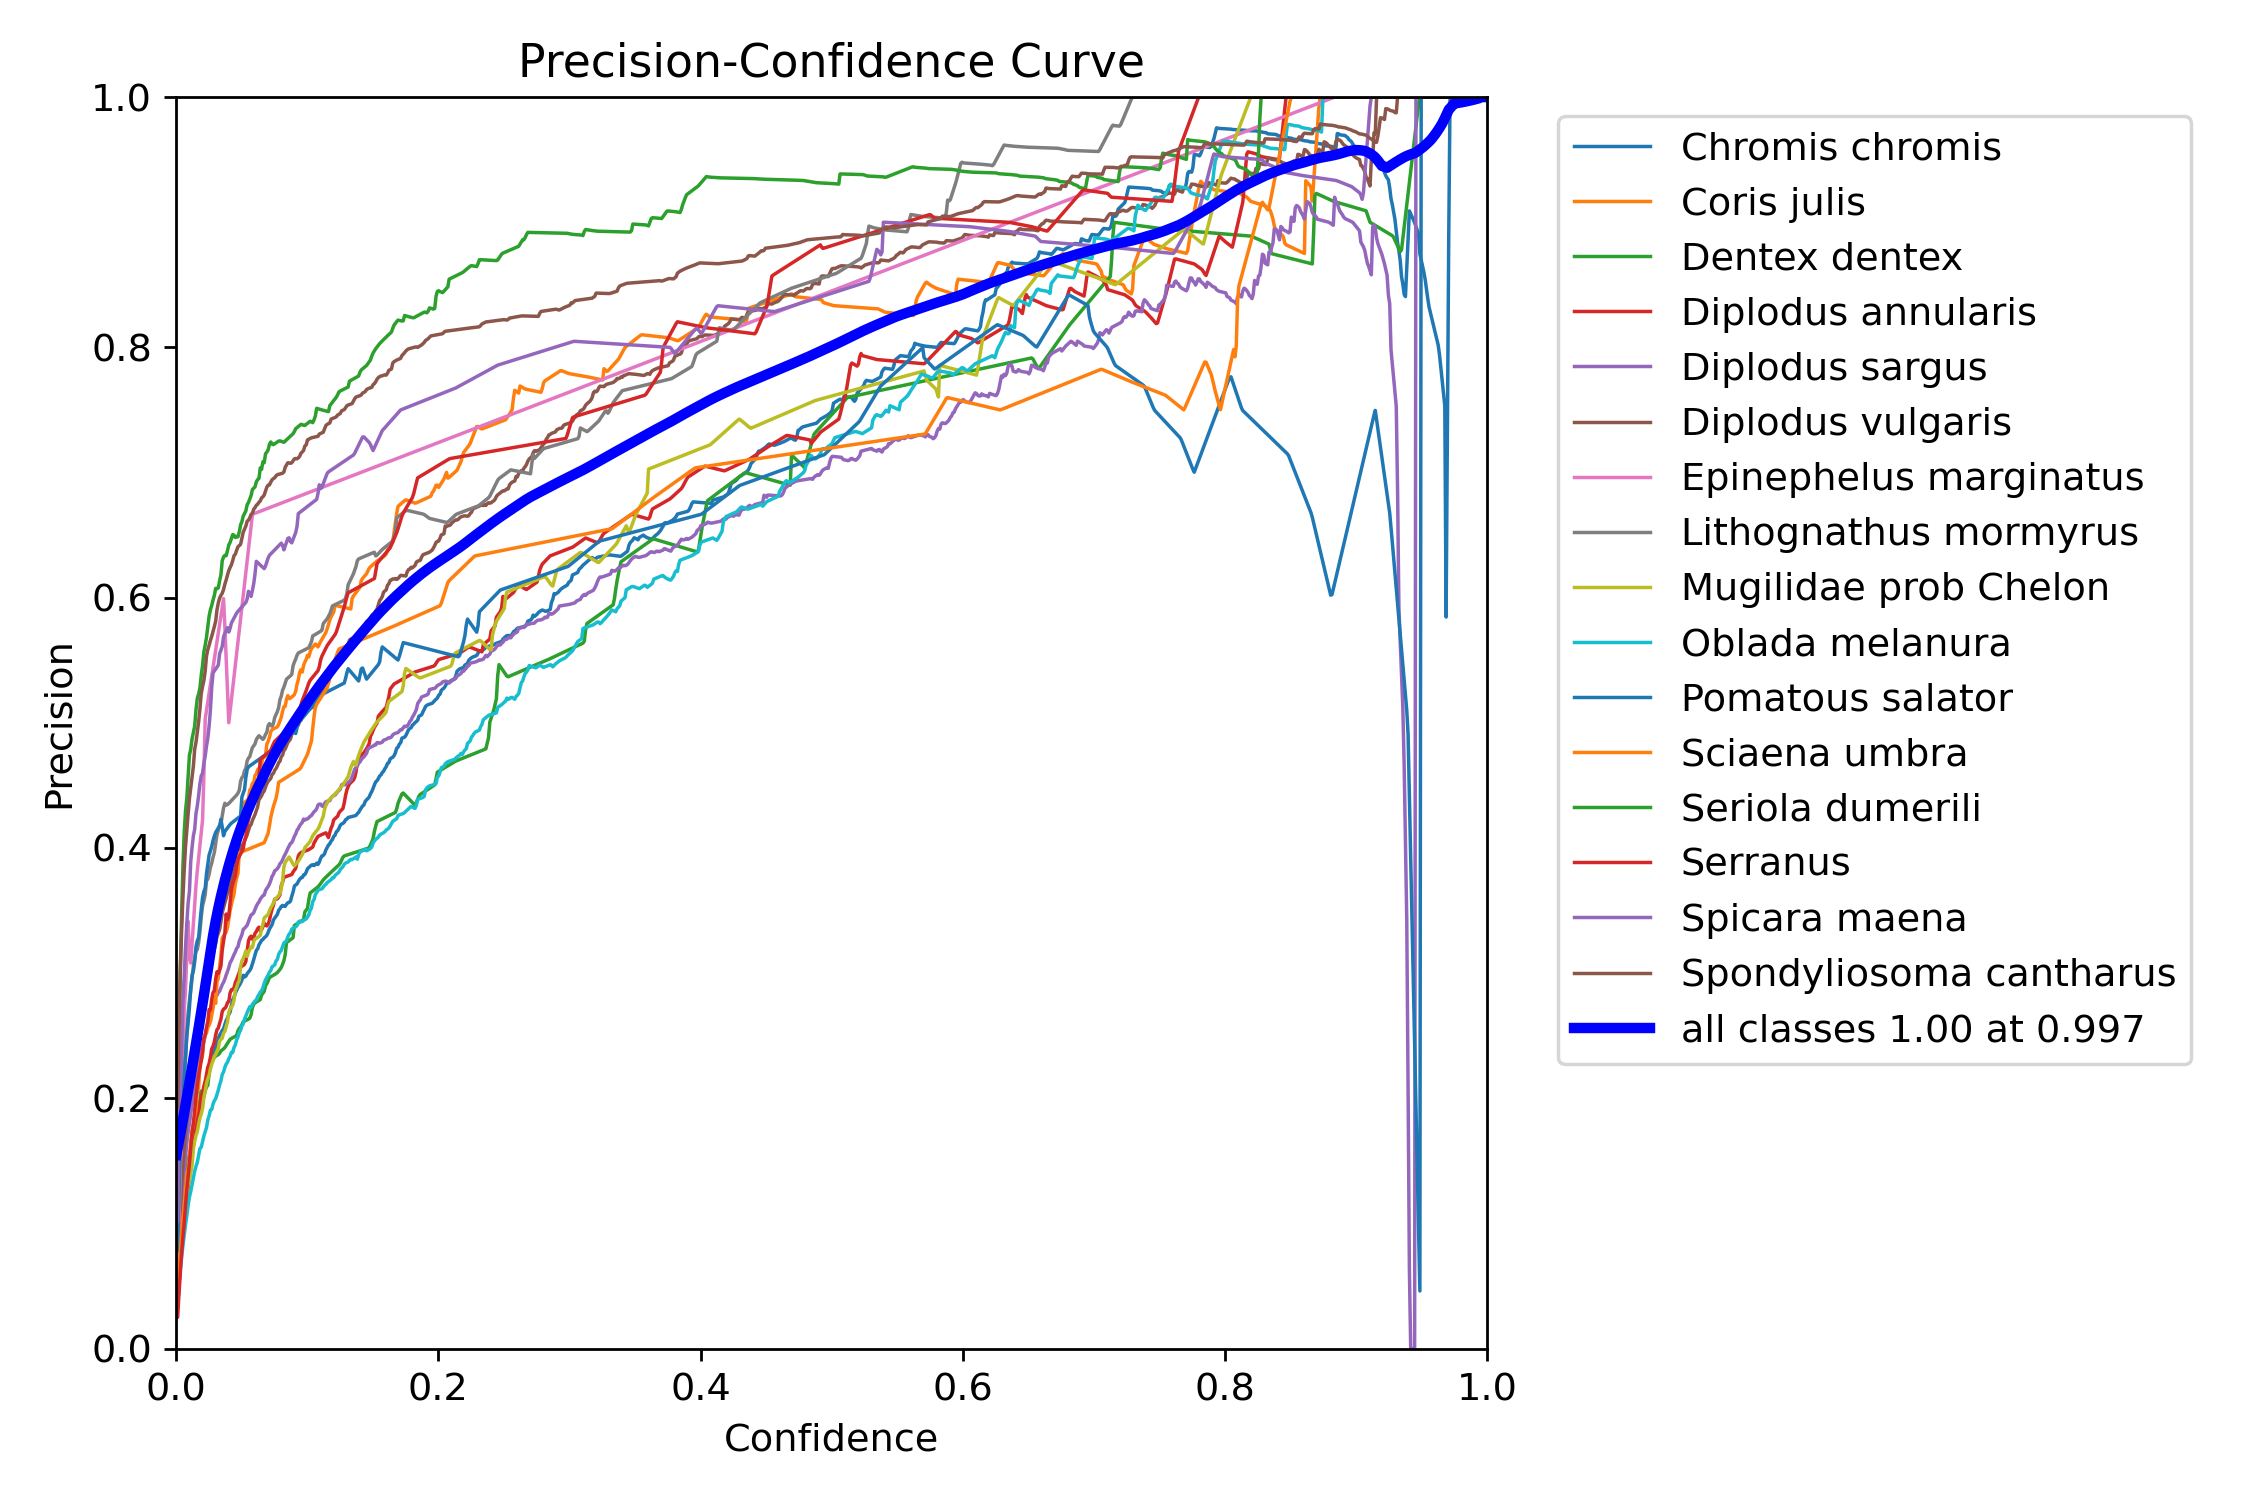 Precision-Confidence Curve
1.0
0.8
0.6
0.4
0.2
0.0
Precision
0.0 0.2 0.4 0.6 0.8 1.0
Confidence
Chromis chromis
Coris julis
Dentex dentex
Diplodus annularis
Diplodus sargus
Diplodus vulgaris
Epinephelus marginatus
Lithognathus mormyrus
Mugilidae prob Chelon
Oblada melanura
Pomatous salator
Sciaena umbra
Seriola dumerili
Serranus
Spicara maena
Spondyliosoma cantharus
all classes 1.00 at 0.997